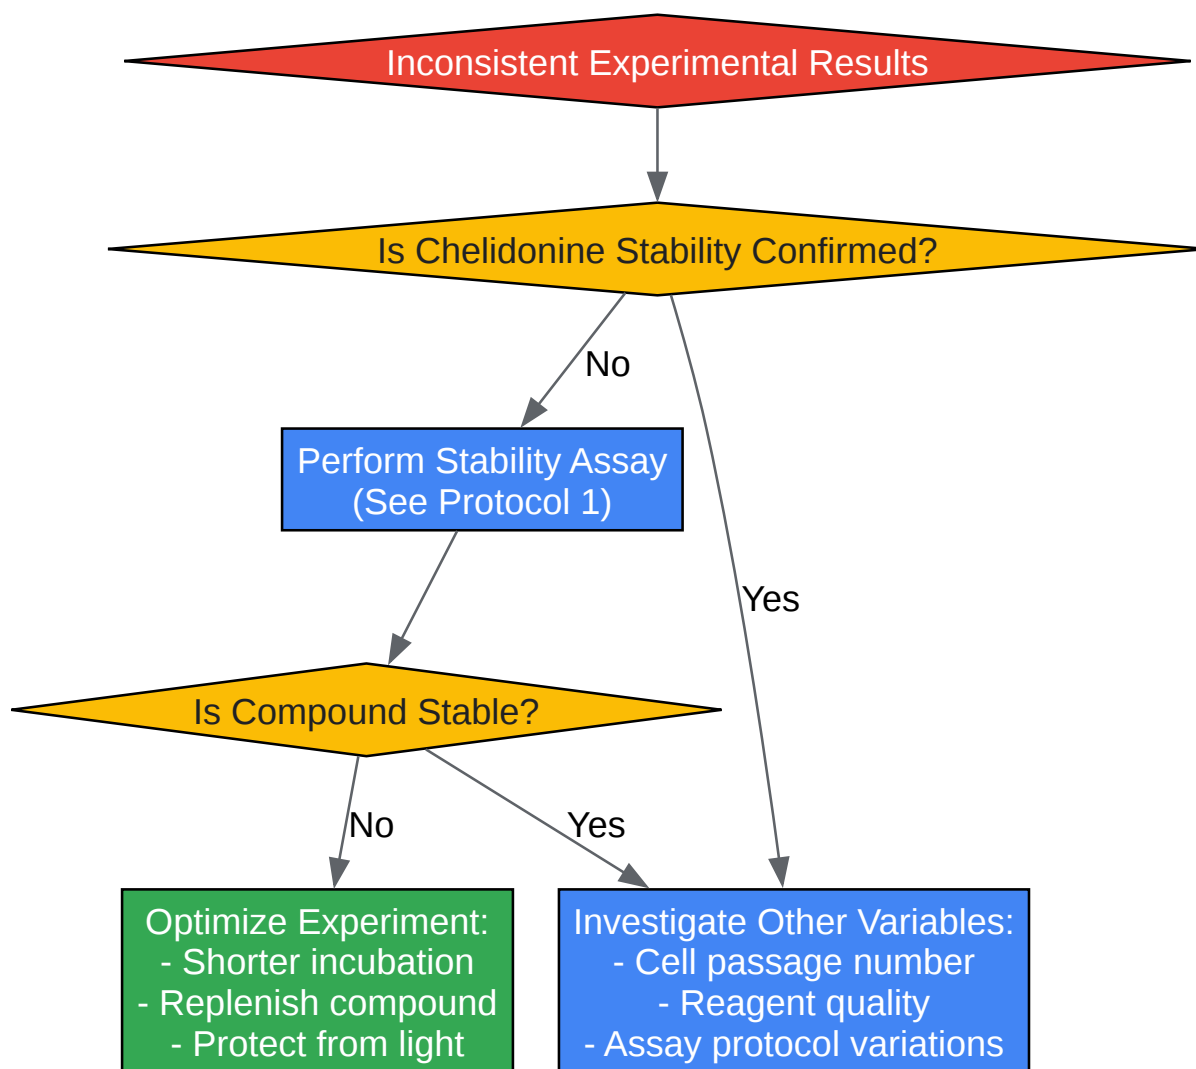 Inconsistent Experimental Results
Is Chelidonine Stability Confirmed?
No
Perform Stability Assay
(See Protocol 1)
Yes
Is Compound Stable?
No
Yes
Optimize Experiment:
- Shorter incubation
- Replenish compound
- Protect from light
Investigate Other Variables:
- Cell passage number
- Reagent quality
- Assay protocol variations